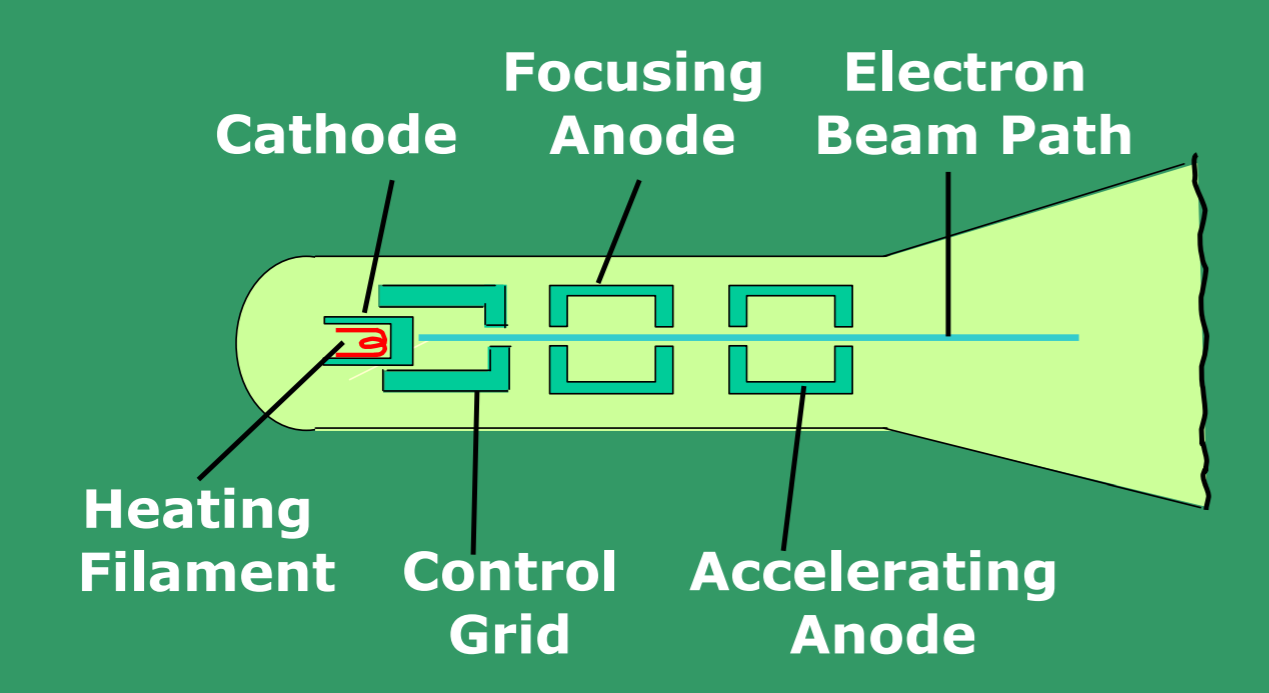 Cathode
Focusing
Anode
Electron
Beam Path
Heating
Filament
Control
Grid
Accelerating
Anode